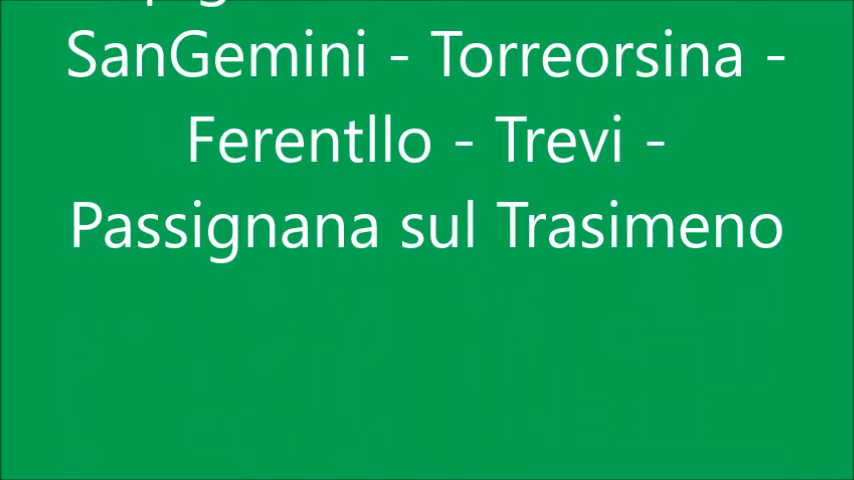 SanGemini - Torreorsina -
Ferentllo - Trevi -
Passignana sul Trasimeno